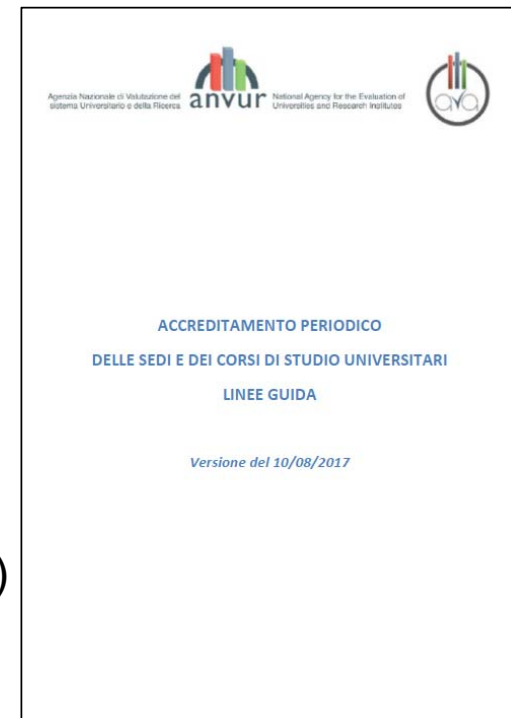 Agenzia Nazionale di Valutazione del
sistema Universitario e della Ricerca
anvur
National Agency for the Evaluation of
Universities and Research Institutes
ava
ACCREDITAMENTO PERIODICO
DELLE SEDI E DEI CORSI DI STUDIO UNIVERSITARI
LINEE GUIDA
Versione del 10/08/2017
)